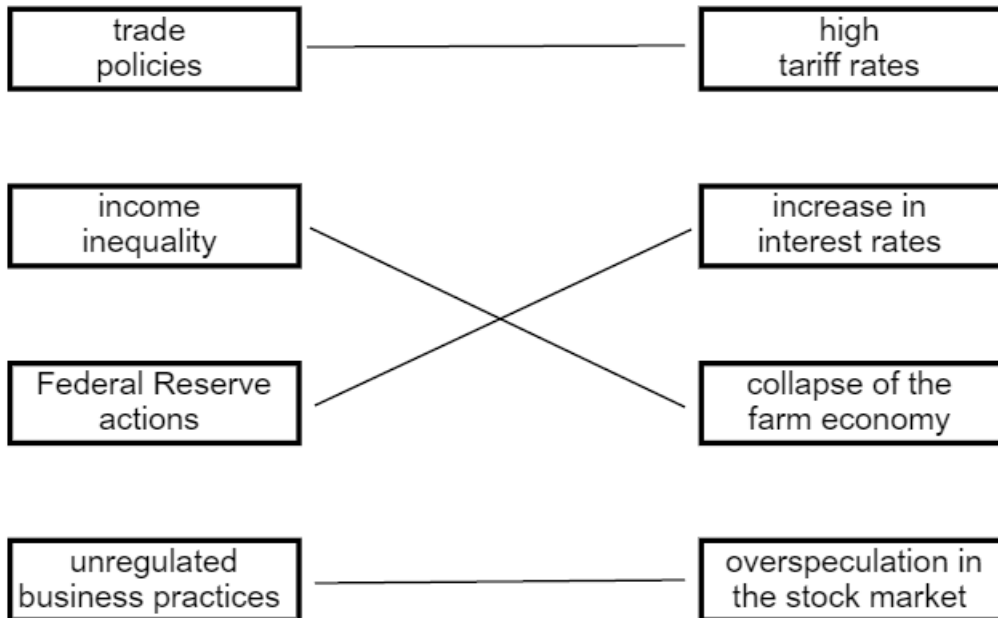 trade
policies
high
tariff rates
income
inequality
increase in
interest rates
Federal Reserve
actions
collapse of the
farm economy
unregulated
business practices
overspeculation in
the stock market